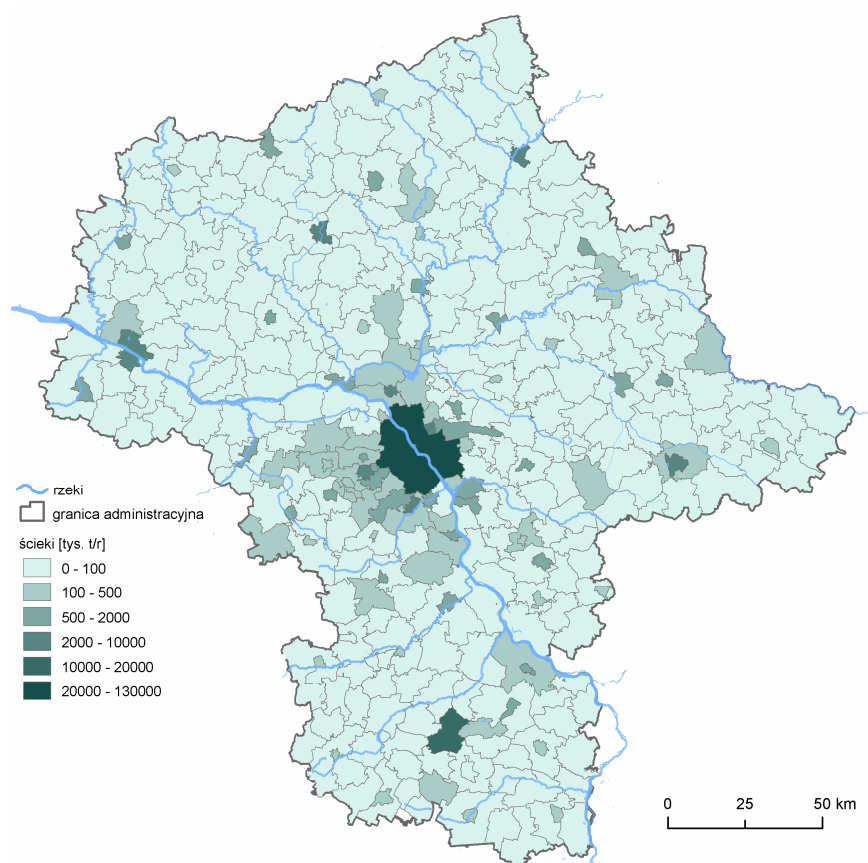 rzeki
granica administracyjna
ścieki [tys. t/r]
0 - 100
100 - 500
500 - 2000
2000 - 10000
10000 - 20000
20000 - 130000
0 25 50 km